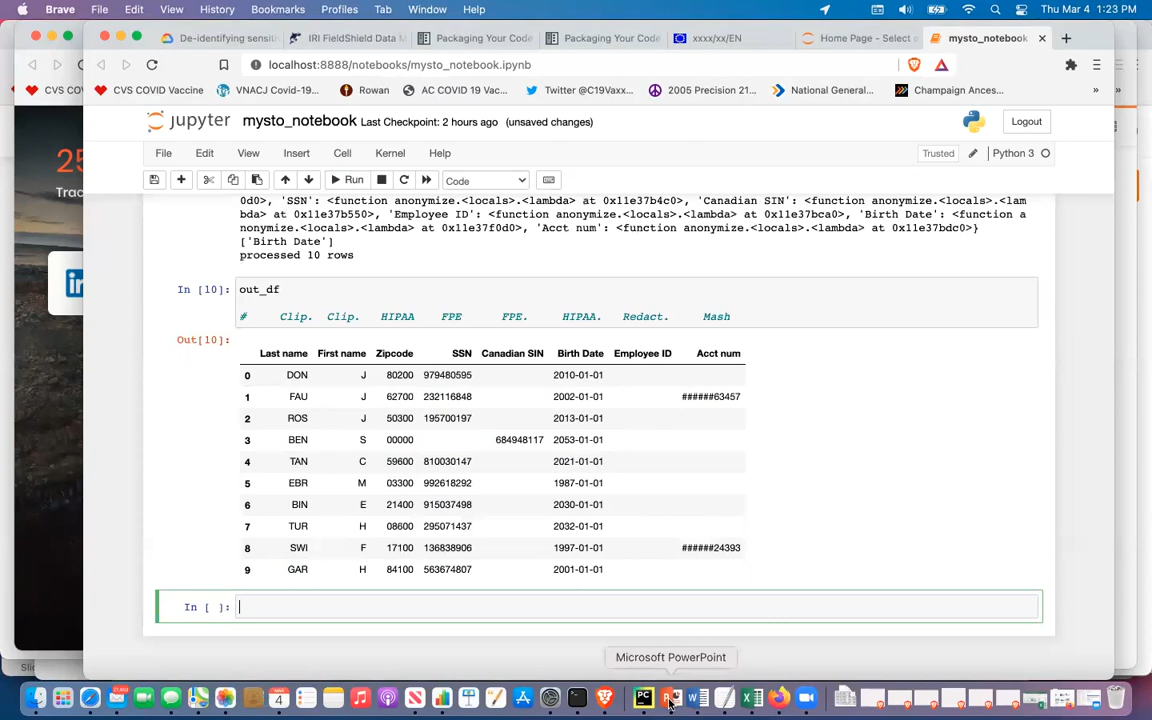 Brave File Edit View History Bookmarks Profiles Tab Window Help Thu Mar 4 1:23 PM
De-identifying sensiti IRI FieldShield Data M Packaging Your Code Packaging Your Code xxxx/xx/EN Home Page - Select o mysto_notebook
localhost:8888/notebooks/mysto_notebook.ipynb
CVS CO CVS COVID Vaccine VNACJ Covid-19... Rowan AC COVID 19 Vac... Twitter @C19Vaxx... 2005 Precision 21... National General... Champaign Ances... »
jupyter mysto_notebook Last Checkpoint: 2 hours ago (unsaved changes) Logout
File Edit View Insert Cell Kernel Help Trusted Python 3
Run Code
25
Trac
in
0d0>, 'SSN': <function anonymize.<locals>.<lambda> at 0x11e37b4c0>, 'Canadian SIN': <function anonymize.<locals>.<lam
bda> at 0x11e37b550>, 'Employee ID': <function anonymize.<locals>.<lambda> at 0x11e37bca0>, 'Birth Date': <function a
nonymize.<locals>.<lambda> at 0x11e37f0d0>, 'Acct num': <function anonymize.<locals>.<lambda> at 0x11e37bdc0>}
['Birth Date']
processed 10 rows
In [10]: out_df
# Clip. Clip. HIPAA FPE FPE. HIPAA. Redact. Mash
Out[10]:
Last name First name Zipcode SSN Canadian SIN Birth Date Employee ID Acct num
0 DON J 80200 979480595 2010-01-01
1 FAU J 62700 232116848 2002-01-01 ######63457
2 ROS J 50300 195700197 2013-01-01
3 BEN S 00000 684948117 2053-01-01
4 TAN C 59600 810030147 2021-01-01
5 EBR M 03300 992618292 1987-01-01
6 BIN E 21400 915037498 2030-01-01
7 TUR H 08600 295071437 2032-01-01
8 SWI F 17100 136838906 1997-01-01 ######24393
9 GAR H 84100 563674807 2001-01-01
In [ ]:
Microsoft PowerPoint
Slid